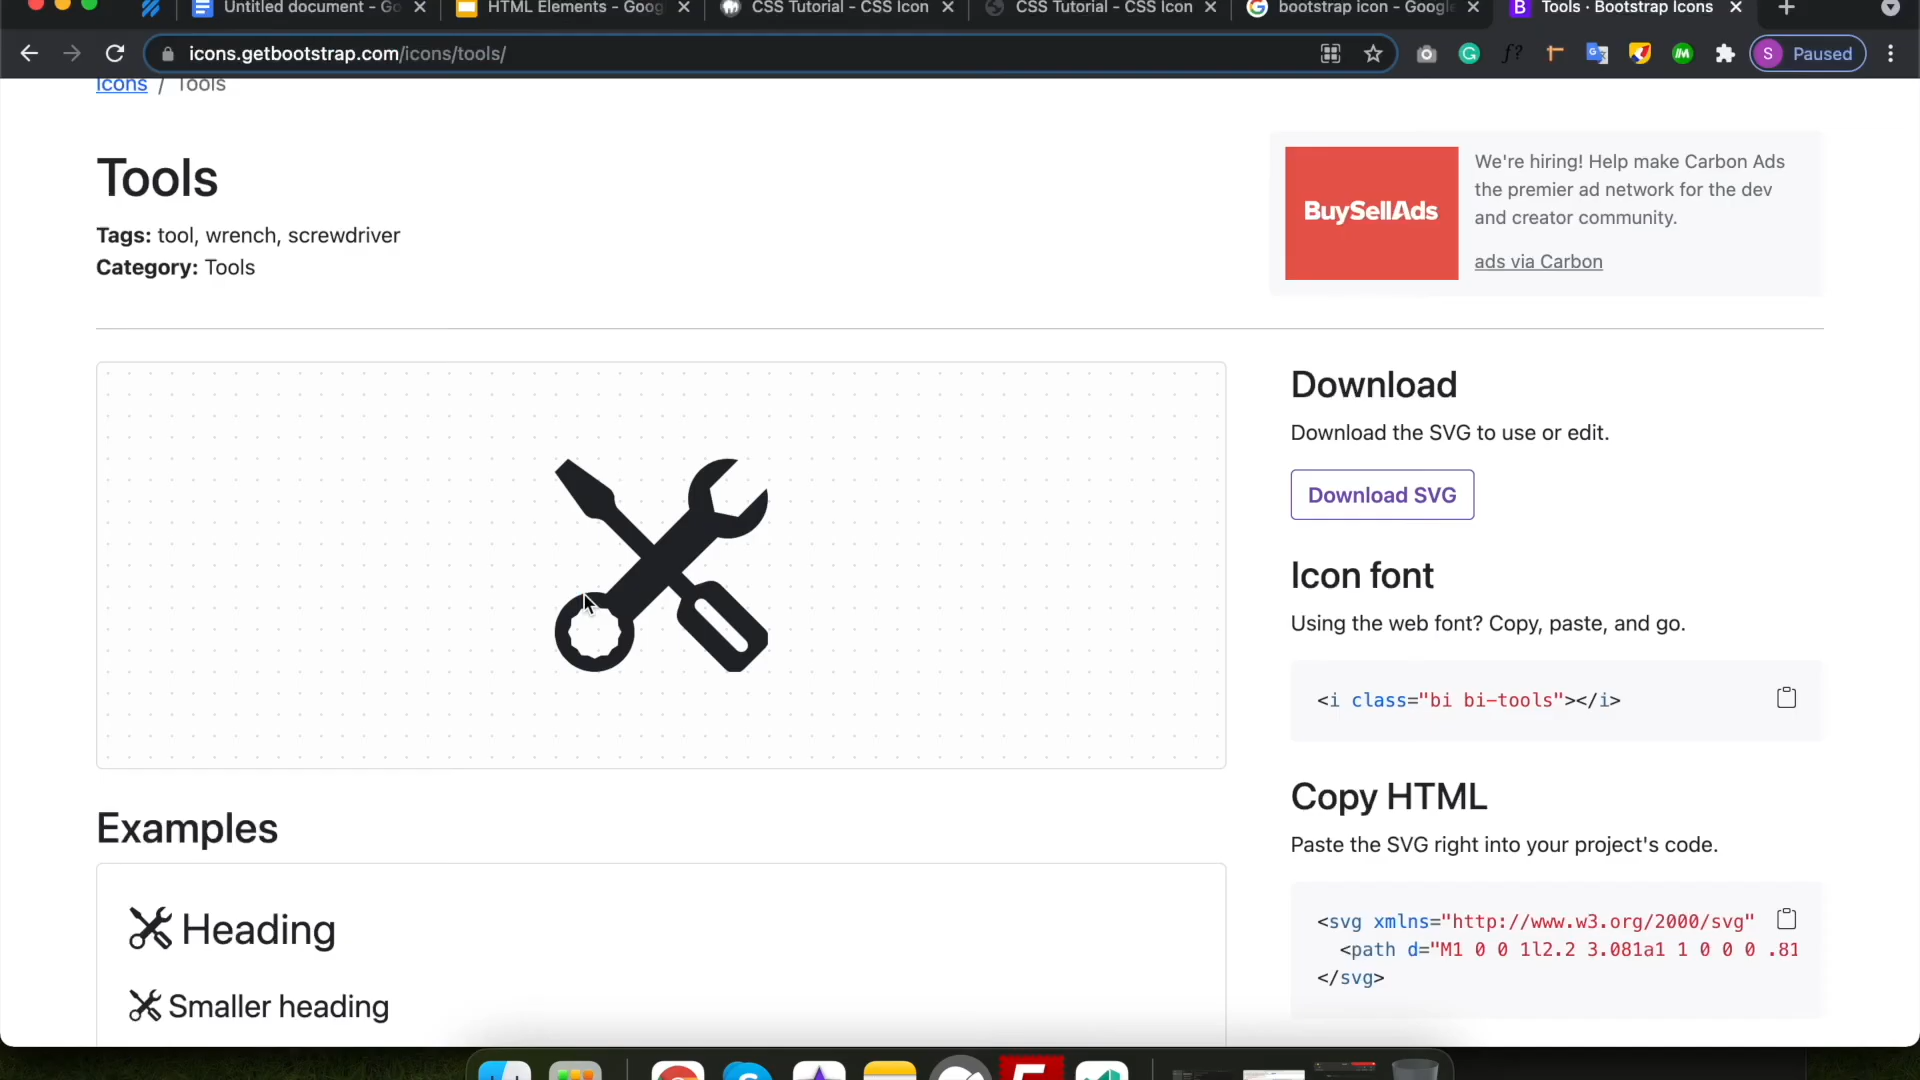 Untitled document - Go
HTML Elements - Goog
CSS Tutorial - CSS Icon
CSS Tutorial - CSS Icon
bootstrap icon - Google
Tools · Bootstrap Icons
icons.getbootstrap.com/icons/tools/
S Paused
Icons / Tools
Tools
Tags: tool, wrench, screwdriver
Category: Tools
BuySellAds
We're hiring! Help make Carbon Ads
the premier ad network for the dev
and creator community.
ads via Carbon
Download
Download the SVG to use or edit.
Download SVG
Icon font
Using the web font? Copy, paste, and go.
<i class="bi bi-tools"></i>
Copy HTML
Paste the SVG right into your project's code.
<svg xmlns="http://www.w3.org/2000/svg"
<path d="M1 0 0 1l2.2 3.081a1 1 0 0 0 .81
</svg>
Examples
Heading
Smaller heading